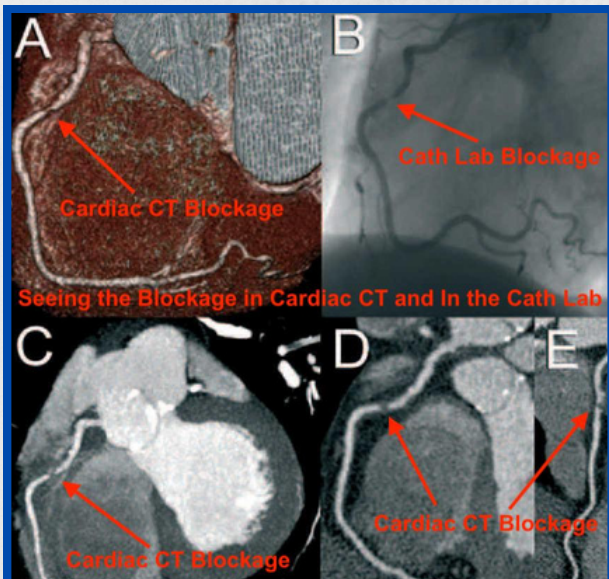 A
B
Cath Lab Blockage
Cardiac CT Blockage
Seeing the Blockage in Cardiac CT and In the Cath Lab
C
D
E
Cardiac CT Blockage
Cardiac CT Blockage